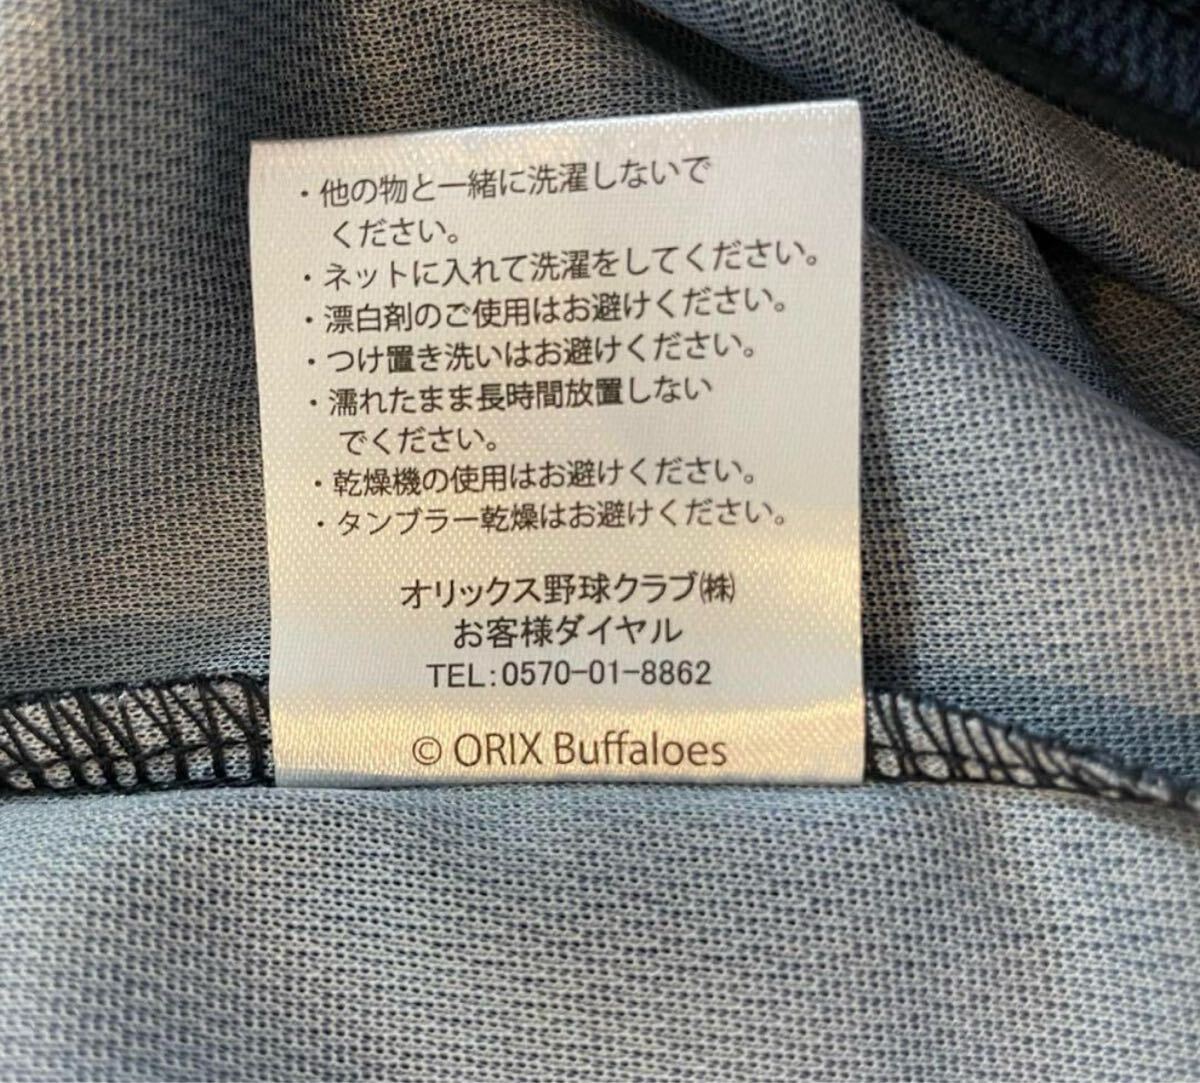 ・他の物と一緒に洗濯しないで
ください。
・ネットに入れて洗濯をしてください。
・漂白剤のご使用はお避けください。
・つけ置き洗いはお避けください。
・濡れたまま長時間放置しない
でください。
・乾燥機の使用はお避けください。
・タンブラー乾燥はお避けください。
オリックス野球クラブ㈱
お客様ダイヤル
TEL:0570-01-8862
© ORIX Buffaloes